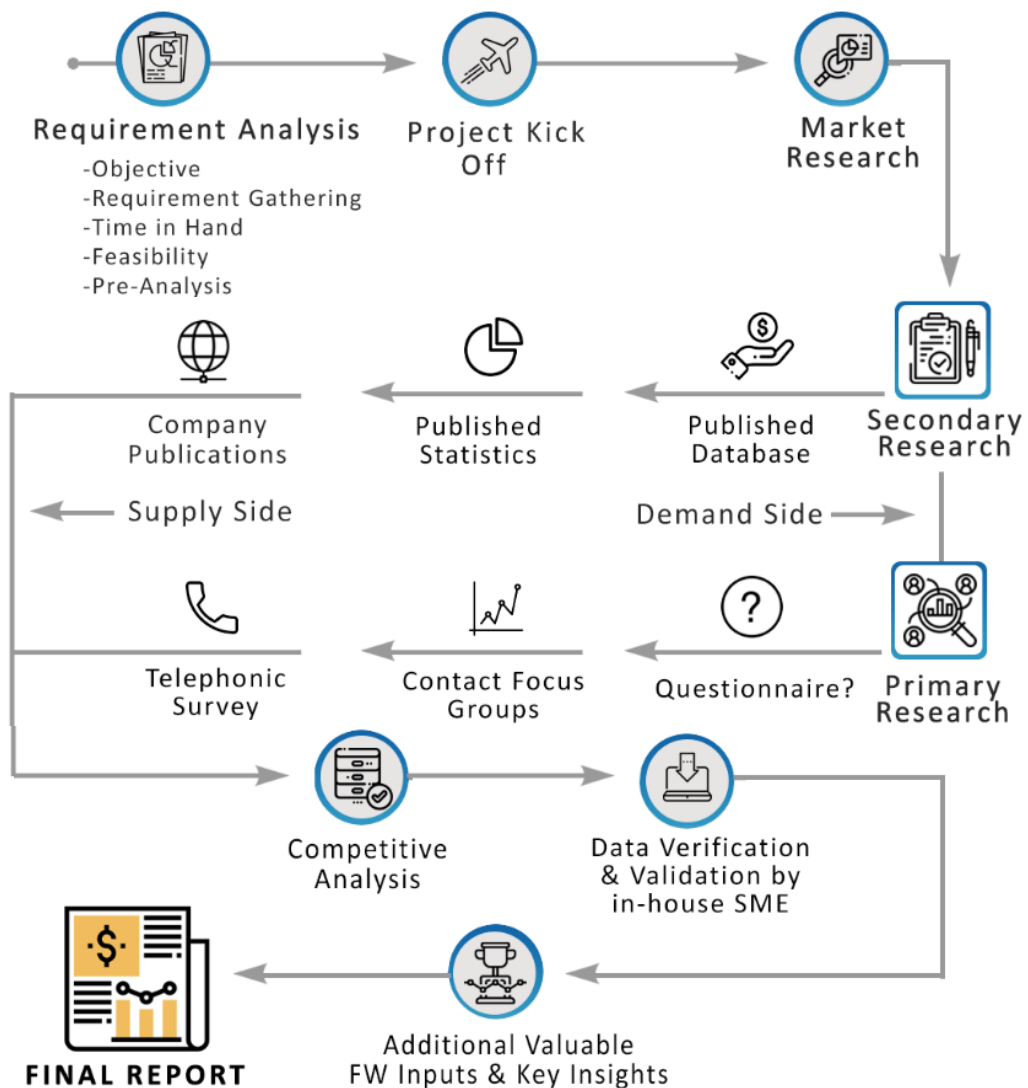 Requirement Analysis
-Objective
-Requirement Gathering
-Time in Hand
-Feasibility
-Pre-Analysis
Project Kick
Off
Market
Research
Company
Publications
Published
Statistics
$
Published
Database
Secondary
Research
Supply Side
Demand Side
Telephonic
Survey
Contact Focus
Groups
?
Questionnaire?
Primary
Research
Competitive
Analysis
Data Verification
& Validation by
in-house SME
$
FINAL REPORT
Additional Valuable
FW Inputs & Key Insights